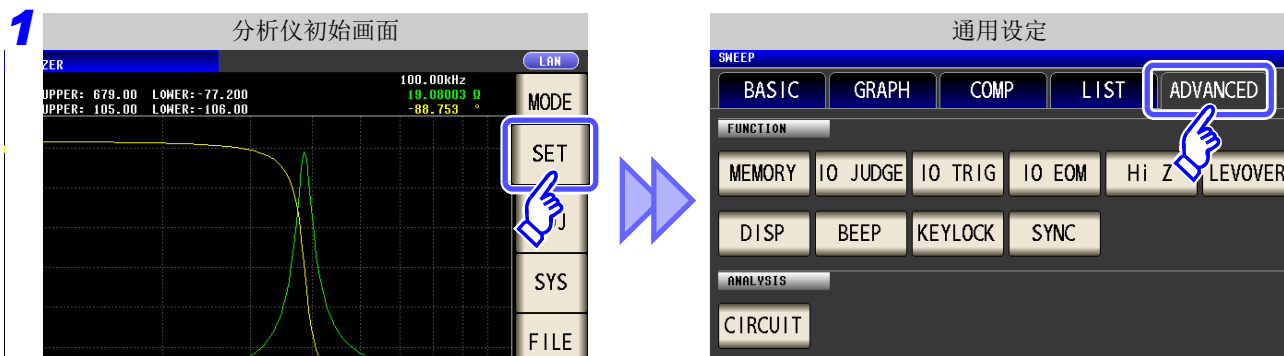 1
分析仪初始画面
ZER
LAN
100.00kHz
UPPER: 679.00 LOWER:-77.200
19.08003 Ω
UPPER: 105.00 LOWER:-106.00
-88.753 °
MODE
SET
SYS
FILE
通用设定
SWEEP
BASIC GRAPH COMP LIST ADVANCED
FUNCTION
MEMORY IO JUDGE IO TRIG IO EOM Hi Z LEVOVER
DISP BEEP KEYLOCK SYNC
ANALYSIS
CIRCUIT